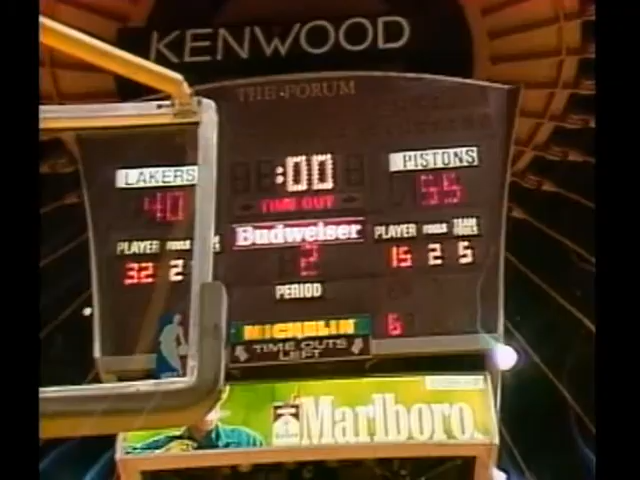 KENWOOD
THE FORUM
LAKERS :00 PISTONS
40 TIME OUT 55
Budweiser
PLAYER FOULS PLAYER FOULS TEAM FOULS
32 2 2 15 2 5
PERIOD
MICHELIN 6
TIME OUTS
LEFT
Marlboro